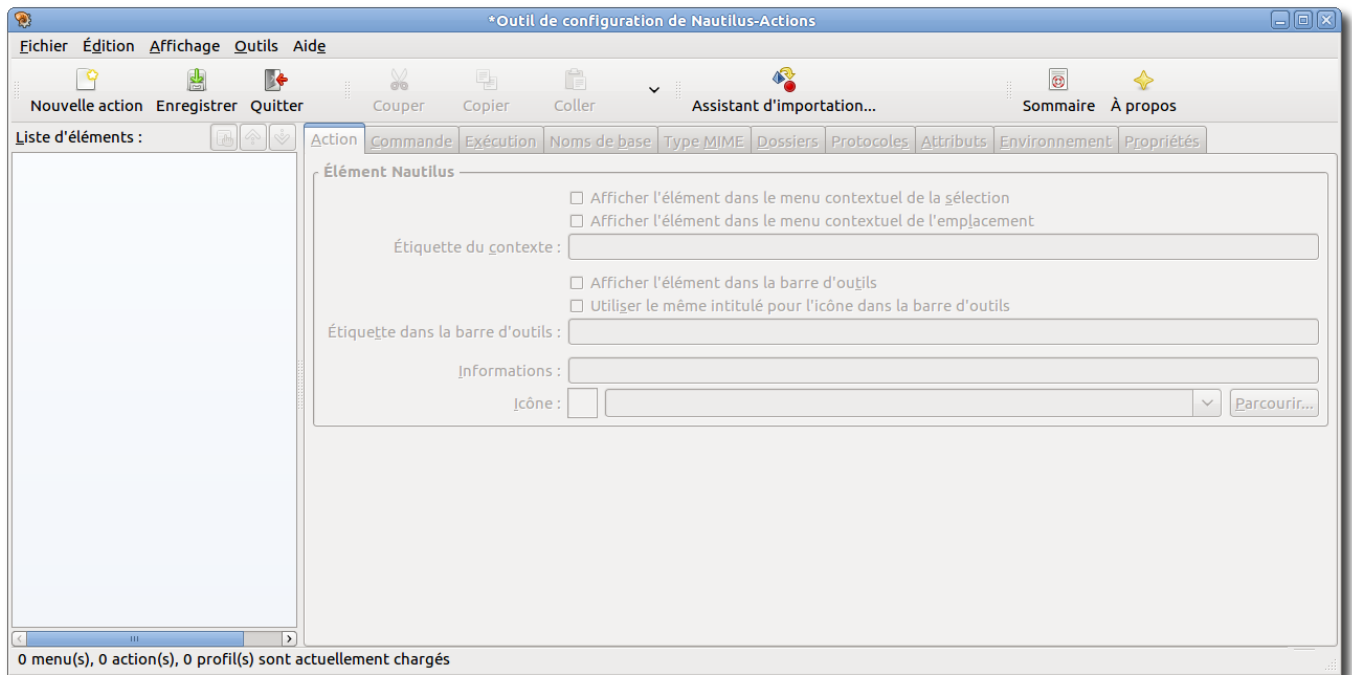 *Outil de configuration de Nautilus-Actions
Fichier Édition Affichage Outils Aide
Nouvelle action Enregistrer Quitter Couper Copier Coller Assistant d'importation... Sommaire À propos
Liste d'éléments :
Action Commande Exécution Noms de base Type MIME Dossiers Protocoles Attributs Environnement Propriétés
Élément Nautilus
Afficher l'élément dans le menu contextuel de la sélection
Afficher l'élément dans le menu contextuel de l'emplacement
Étiquette du contexte :
Afficher l'élément dans la barre d'outils
Utiliser le même intitulé pour l'icône dans la barre d'outils
Étiquette dans la barre d'outils :
Informations :
Icône : Parcourir...
0 menu(s), 0 action(s), 0 profil(s) sont actuellement chargés